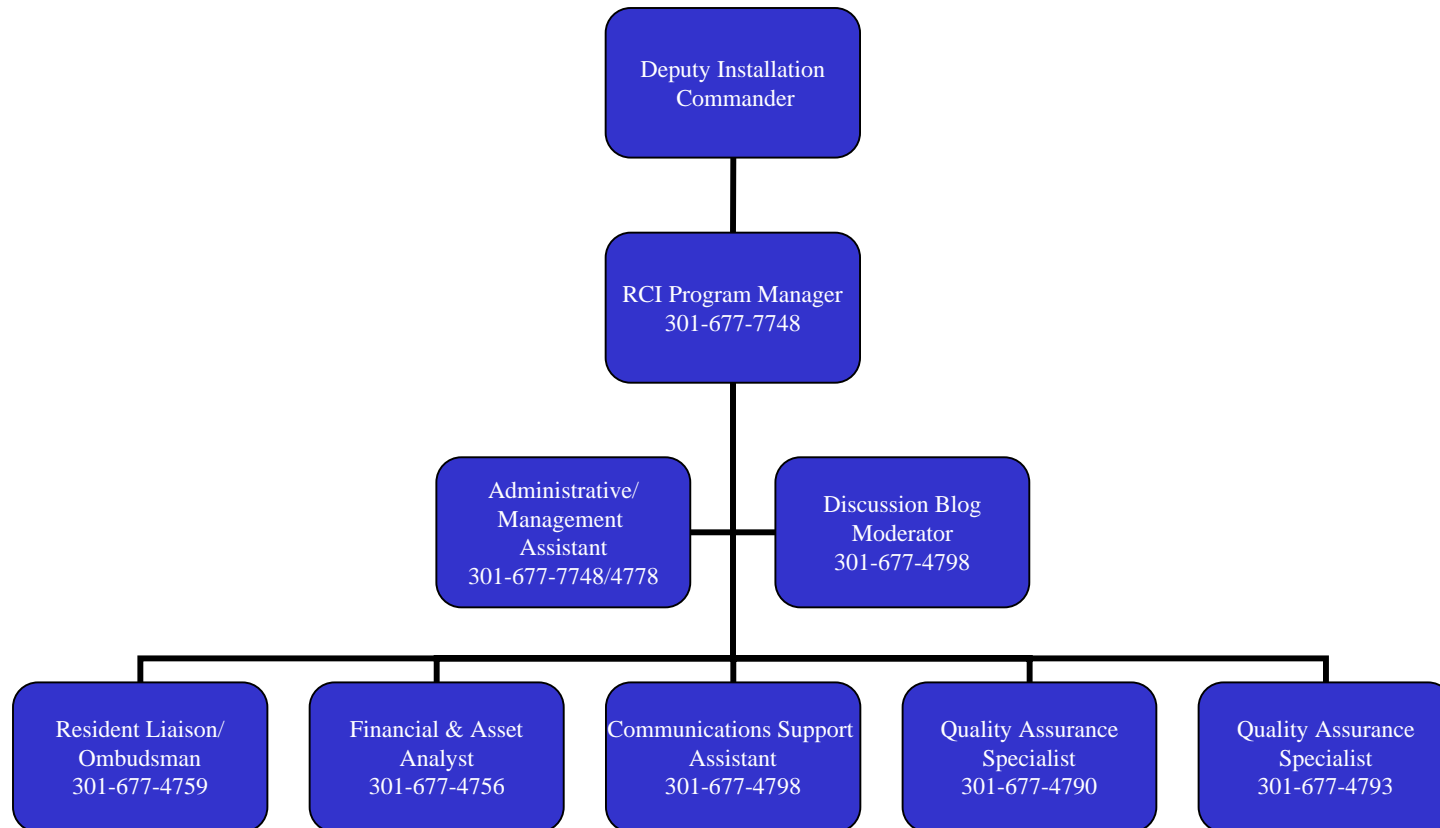 Deputy Installation
Commander
RCI Program Manager
301-677-7748
Administrative/
Management
Assistant
301-677-7748/4778
Discussion Blog
Moderator
301-677-4798
Resident Liaison/
Ombudsman
301-677-4759
Financial & Asset
Analyst
301-677-4756
Communications Support
Assistant
301-677-4798
Quality Assurance
Specialist
301-677-4790
Quality Assurance
Specialist
301-677-4793